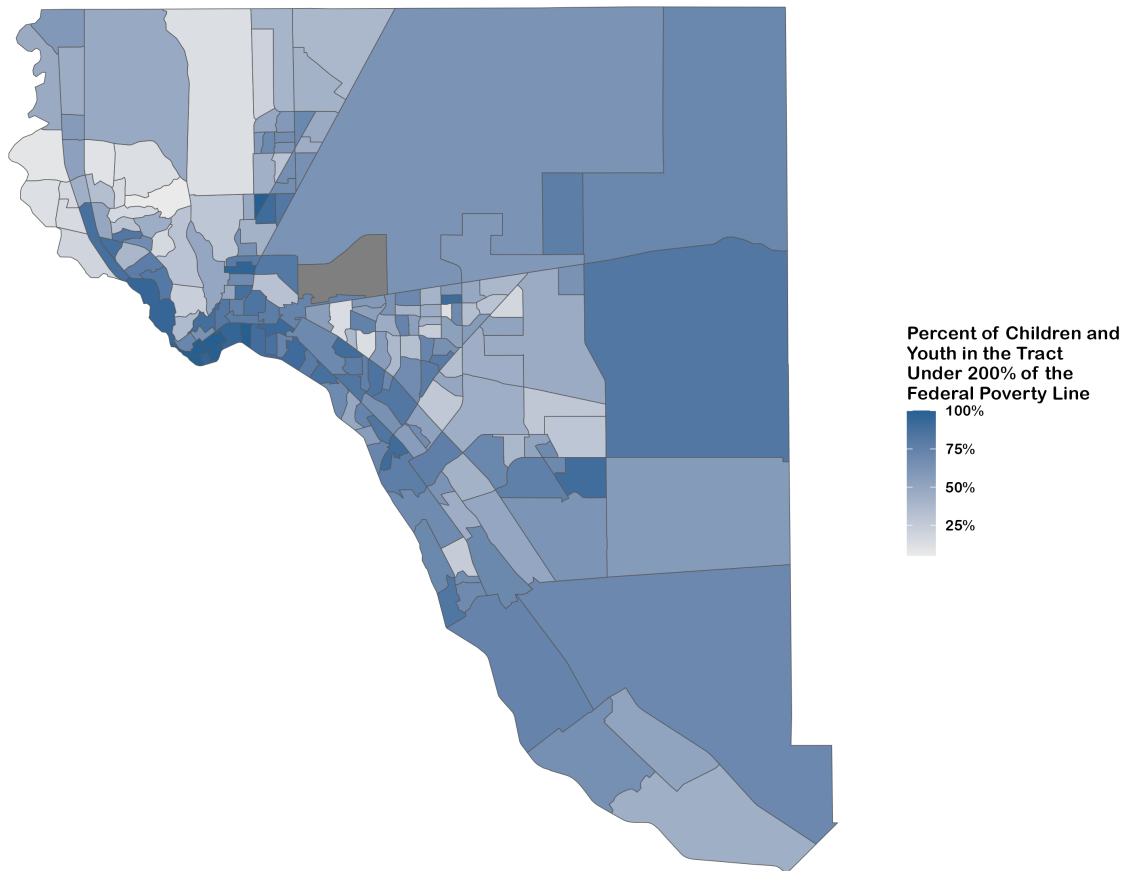 Percent of Children and
Youth in the Tract
Under 200% of the
Federal Poverty Line
100%
75%
50%
25%